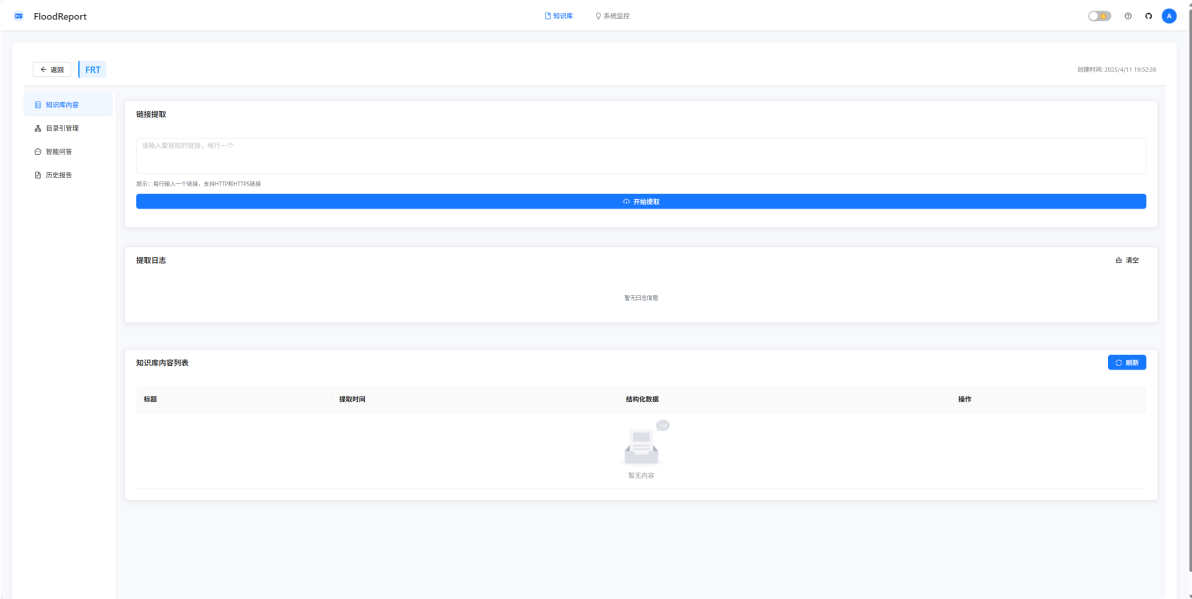 FloodReport
知识库
系统监控
A
返回
FRT
创建时间: 2025/4/11 19:52:38
知识库内容
目录引管理
智能问答
历史报告
链接提取
请输入要提取的链接，每行一个
提示：每行输入一个链接，支持HTTP和HTTPS链接
开始提取
提取日志
清空
暂无日志信息
知识库内容列表
刷新
标题
提取时间
结构化数据
操作
暂无内容